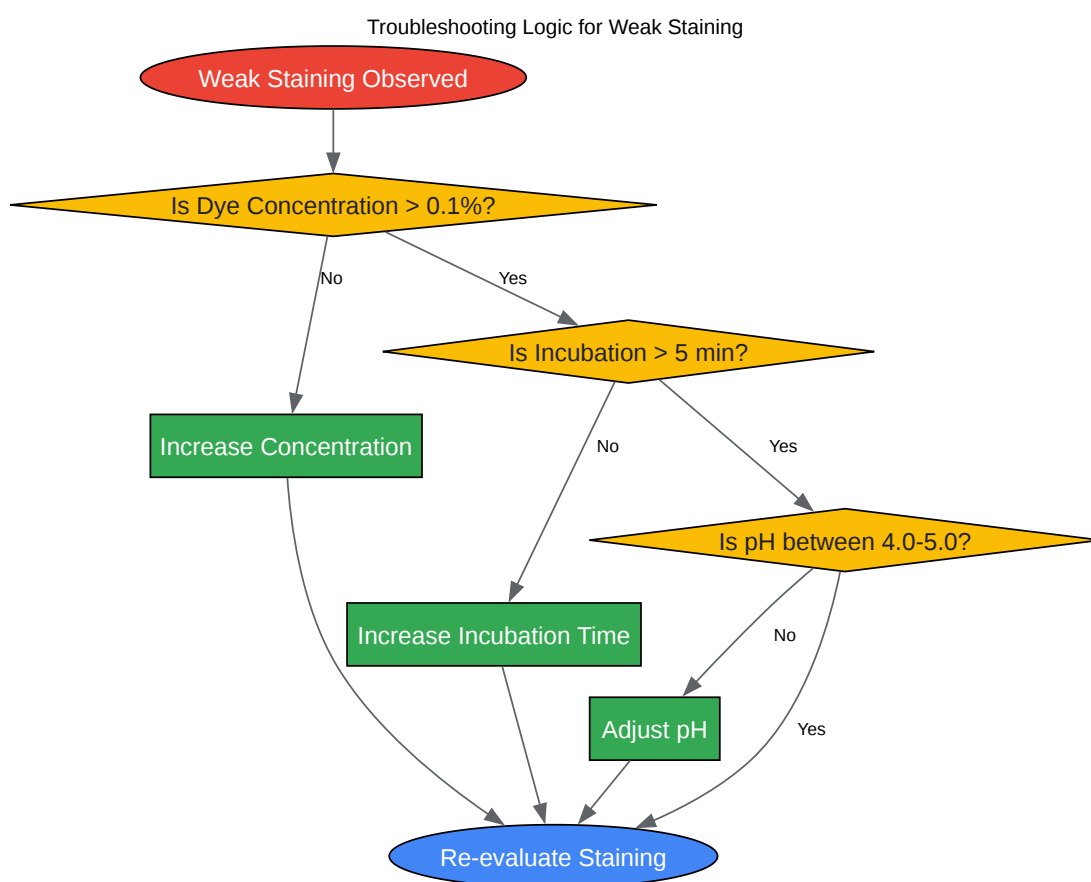 Troubleshooting Logic for Weak Staining
Weak Staining Observed
Is Dye Concentration > 0.1%?
No
Yes
Is Incubation > 5 min?
Increase Concentration
No
Yes
Is pH between 4.0-5.0?
Increase Incubation Time
No
Adjust pH
Yes
Re-evaluate Staining